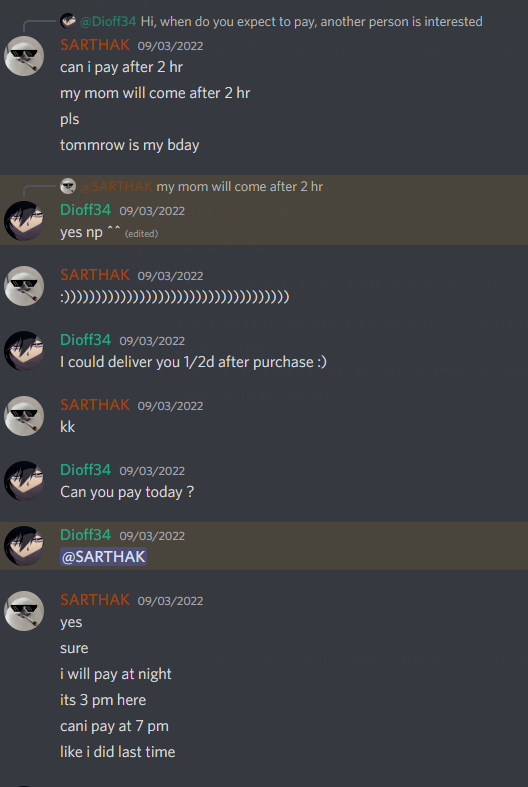 @Dioff34 Hi, when do you expect to pay, another person is interested
SARTHAK 09/03/2022
can i pay after 2 hr
my mom will come after 2 hr
pls
tommrow is my bday
@SARTHAK my mom will come after 2 hr
Dioff34 09/03/2022
yes np ^^ (edited)
SARTHAK 09/03/2022
:))))))))))))))))))))))))))))))))))))
Dioff34 09/03/2022
I could deliver you 1/2d after purchase :)
SARTHAK 09/03/2022
kk
Dioff34 09/03/2022
Can you pay today ?
Dioff34 09/03/2022
@SARTHAK
SARTHAK 09/03/2022
yes
sure
i will pay at night
its 3 pm here
cani pay at 7 pm
like i did last time